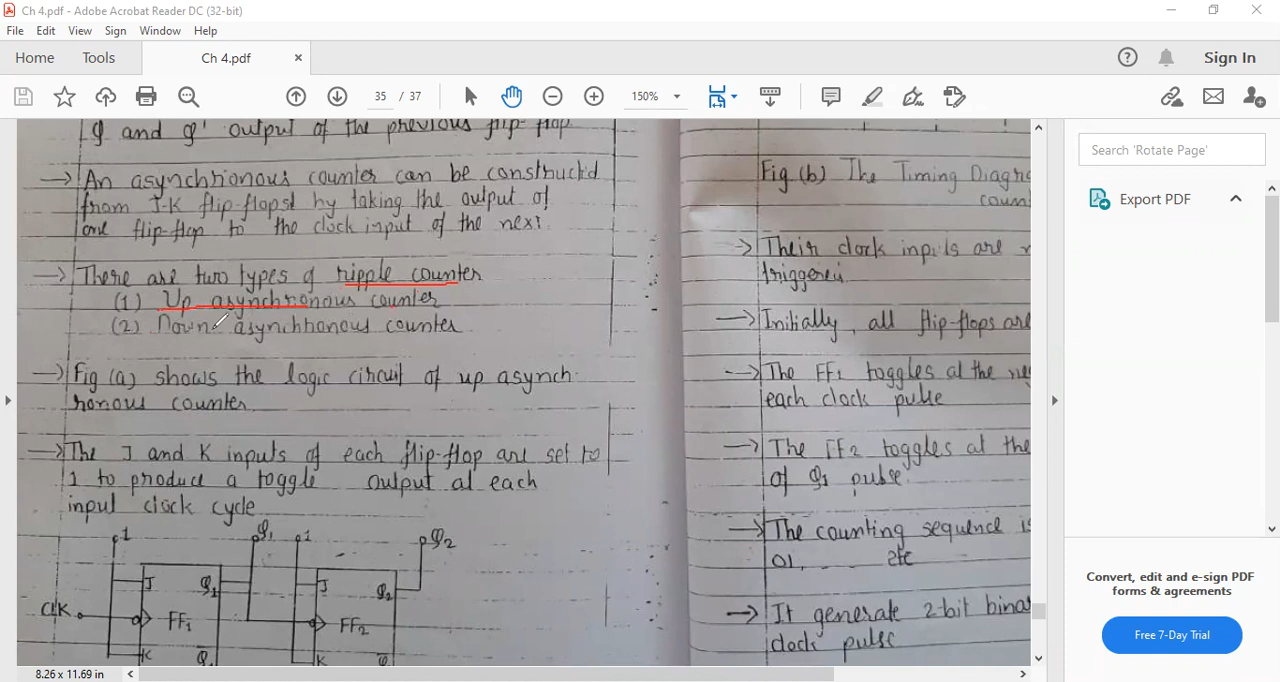 Ch 4.pdf - Adobe Acrobat Reader DC (32-bit)
File Edit View Sign Window Help
Home Tools Ch 4.pdf × Sign In
35 / 37 150%
Q and Q' output of the previous flip-flop
→ An asynchronous counter can be construct'd
from J-K flip-flops by taking the output of
one flip-flop to the clock input of the next.
→ There are two types of ripple counter
(1) Up asynchronous counter
(2) Down asynchronous counter
→ Fig (a) shows the logic circuit of up asynch-
ronous counter
→ The J and K inputs of each flip-flop are set to
1 to produce a toggle output at each
input clock cycle
1 Q1 1 Q2
J Q1 J Q2
CLK FF1 FF2
K Q K Q
Fig (b) The Timing Diagr
coun
→ Their clock inputs are
triggered
→ Initially, all flip-flops are
→ The FF1 toggles at the ne
each clock pulse
→ The FF2 toggles at the
of Q1 pulse.
→ The counting sequence is
01, etc
→ It generate 2-bit bina
clock pulse
Search 'Rotate Page'
Export PDF
Convert, edit and e-sign PDF
forms & agreements
Free 7-Day Trial
8.26 x 11.69 in